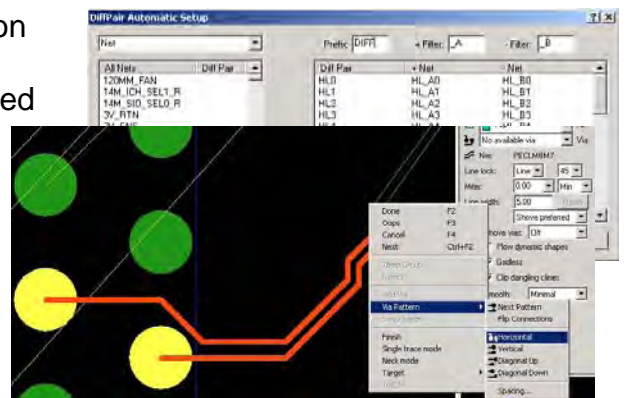 on
ed
DiffPair Automatic Setup
Net Prefix: DIFF + Filter: _A - Filter: _B
All Nets Diff Pair
120MM_FAN
14M_ICH_SEL1_R
14M_SIO_SEL0_R
3V_RTN
Diff Pair + Net - Net
HL0 HL_A0 HL_B0
HL1 HL_A1 HL_B1
HL2 HL_A2 HL_B2
HL3 HL_A3 HL_B3
No available via Via
Net:
Line lock: Line 45
Miter: 0.00 Min
Line width: 5.00
Shove preferred
Shove vias: Off
Flow dynamic shapes
Gridless
Clip dangling clines
Smooth: Minimal
Done F2
Oops F3
Cancel F4
Next Ctrl+F2
Via Pattern
Finish
Single trace mode
Neck mode
Target
Next Pattern
Flip Connections
Horizontal
Vertical
Diagonal Up
Diagonal Down
Spacing...